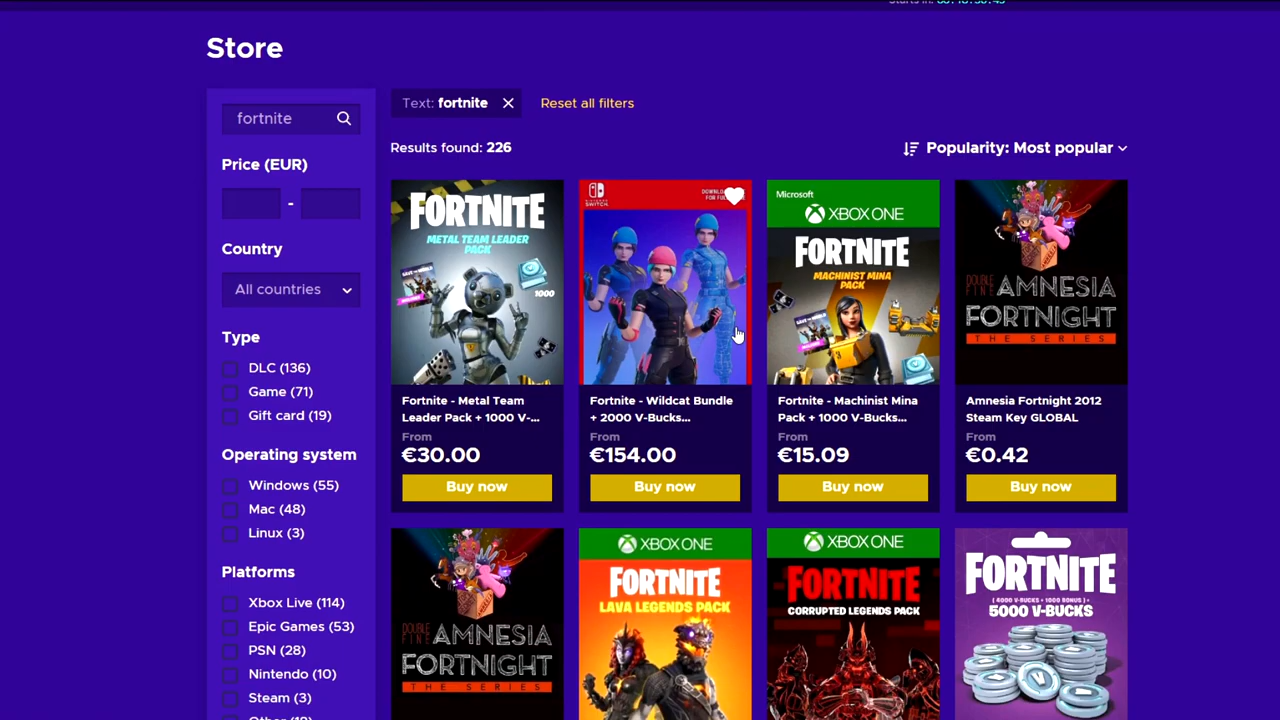 Store
fortnite
Text: fortnite
Reset all filters
Results found: 226
Popularity: Most popular
Price (EUR)
-
Country
All countries
Type
DLC (136)
Game (71)
Gift card (19)
Operating system
Windows (55)
Mac (48)
Linux (3)
Platforms
Xbox Live (114)
Epic Games (53)
PSN (28)
Nintendo (10)
Steam (3)
FORTNITE
METAL TEAM LEADER
PACK
1000
Fortnite - Metal Team
Leader Pack + 1000 V-...
From
€30.00
Buy now
SWITCH
Fortnite - Wildcat Bundle
+ 2000 V-Bucks...
From
€154.00
Buy now
Microsoft
XBOX ONE
FORTNITE
MACHINIST MINA
PACK
Fortnite - Machinist Mina
Pack + 1000 V-Bucks...
From
€15.09
Buy now
DOUBLE FINE
AMNESIA
FORTNIGHT
THE SERIES
Amnesia Fortnight 2012
Steam Key GLOBAL
From
€0.42
Buy now
DOUBLE FINE
AMNESIA
FORTNIGHT
THE SERIES
XBOX ONE
FORTNITE
LAVA LEGENDS PACK
XBOX ONE
FORTNITE
CORRUPTED LEGENDS PACK
FORTNITE
( 4000 V-BUCKS + 1000 BONUS )
5000 V-BUCKS